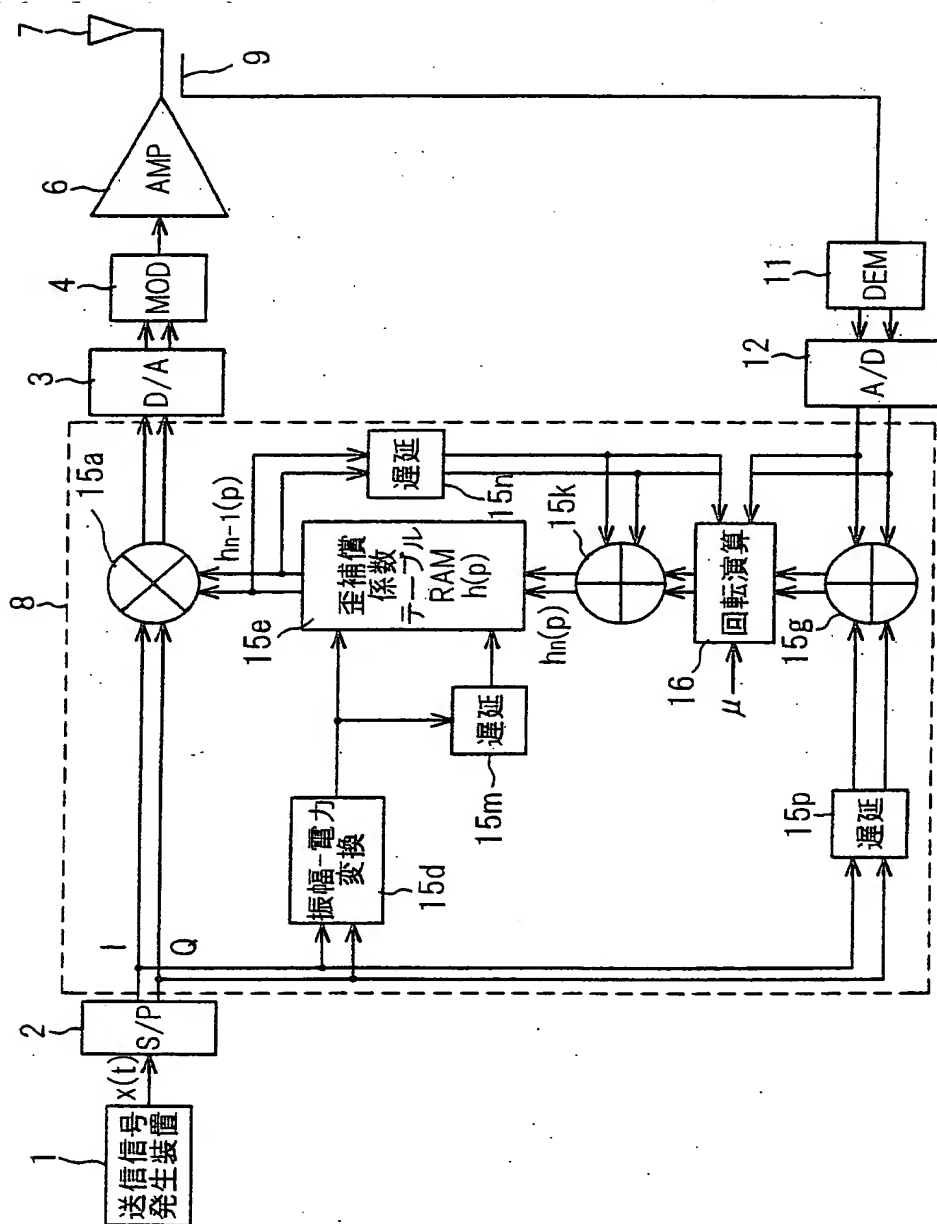 1
送信信号
発生装置
x(t)
2
S/P
I
Q
8
15a
3
D/A
4
MOD
6
AMP
7
9
hn-1(p)
遅延
15n
歪補償
係数
テーブル
RAM
h(p)
15e
振幅-電力
変換
15d
遅延
15m
hn(p)
15k
回転演算
16
μ
15g
遅延
15p
11
DEM
12
A/D